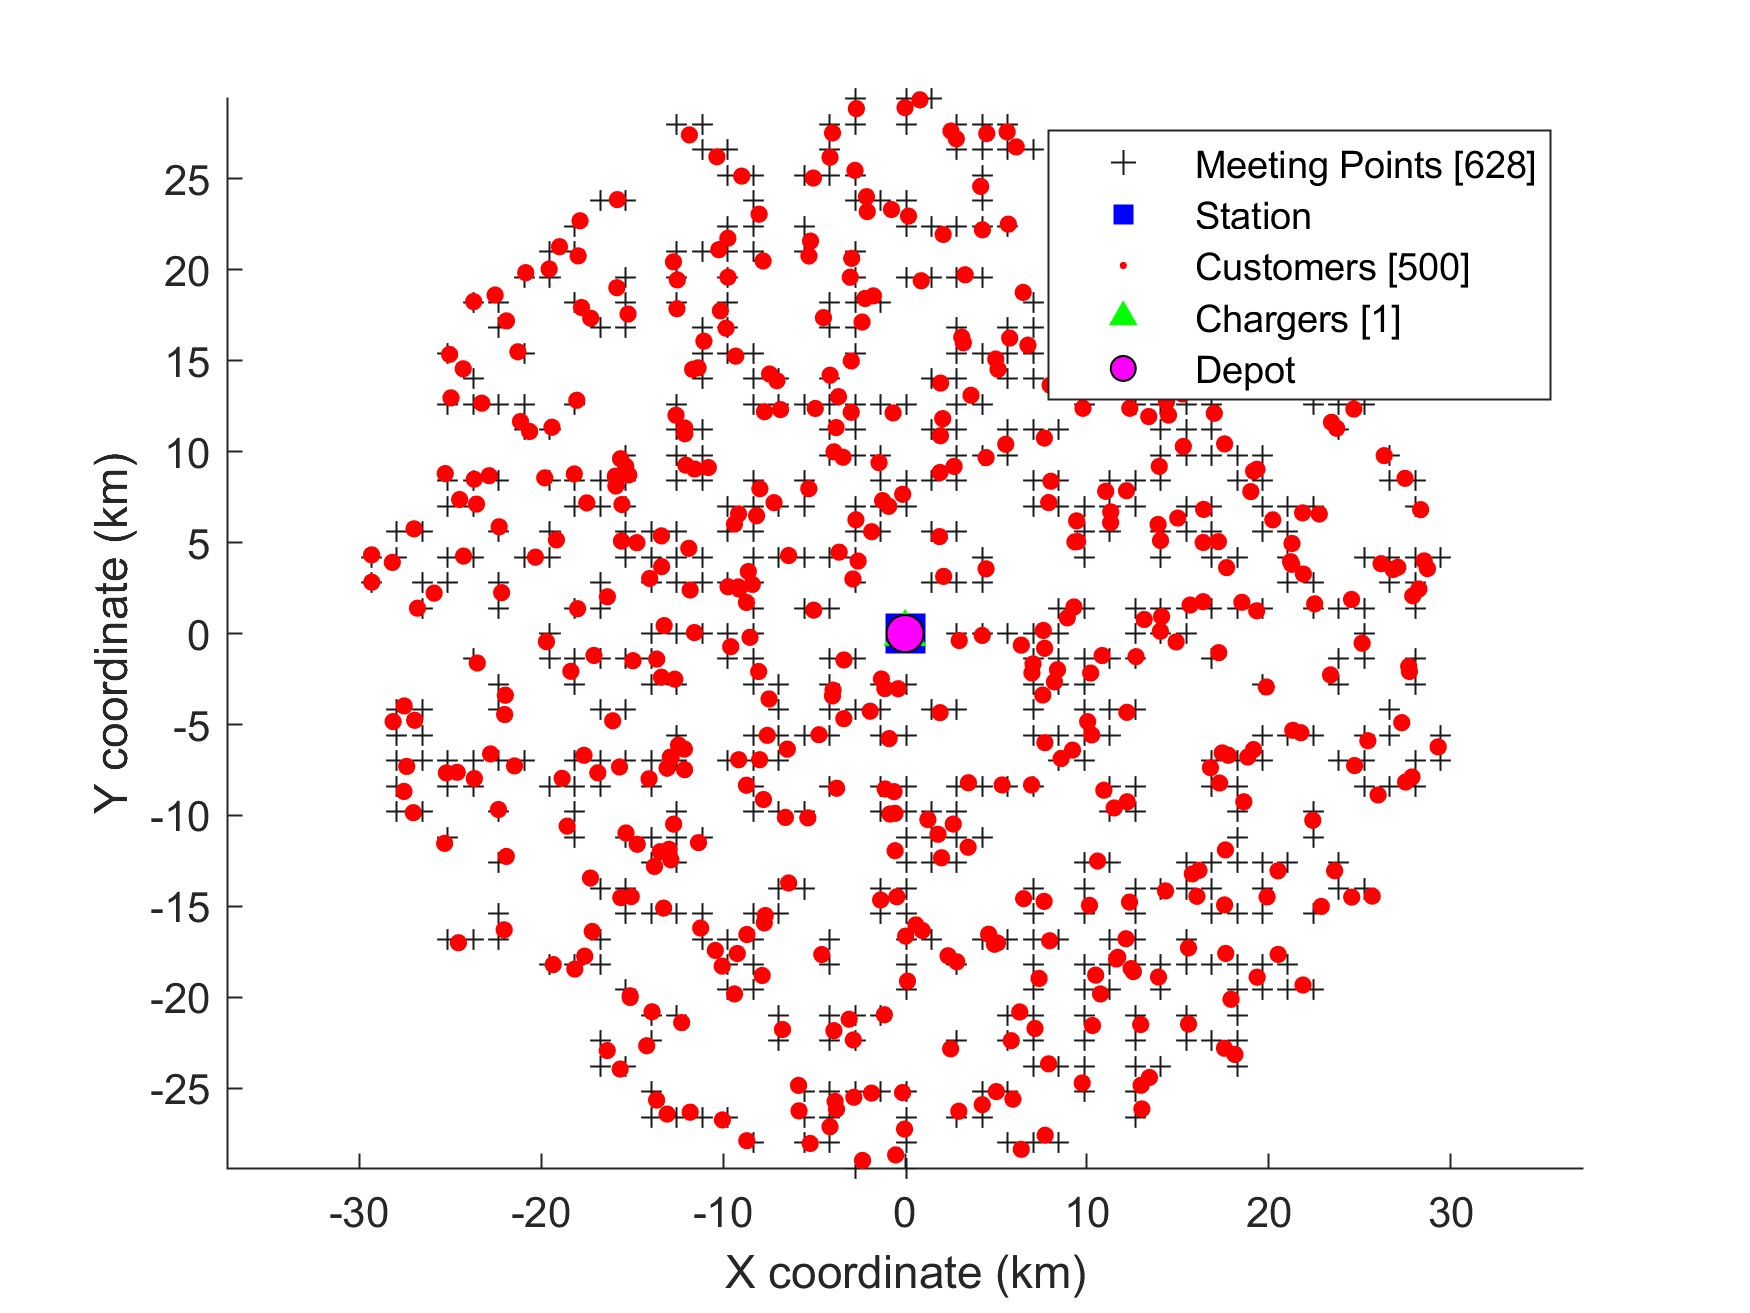 Meeting Points [628]
Station
Customers [500]
Chargers [1]
Depot
25
20
15
10
5
0
-5
-10
-15
-20
-25
Y coordinate (km)
-30 -20 -10 0 10 20 30
X coordinate (km)